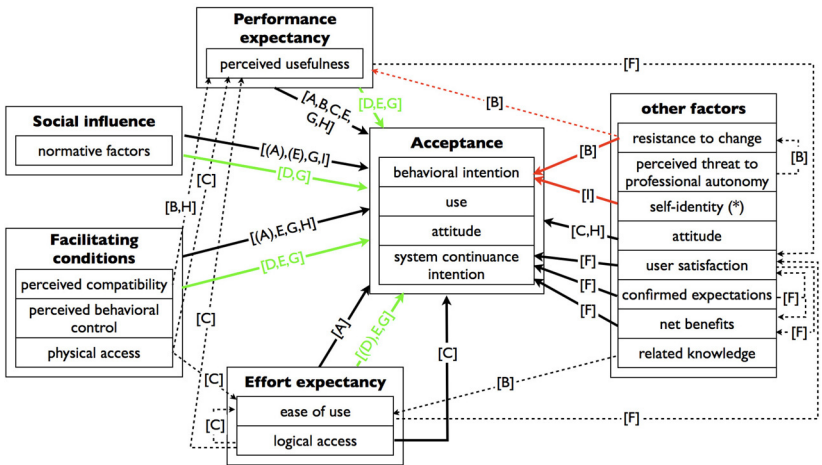 Performance
expectancy
perceived usefulness
[F]
[A,B,C,E,
G,H]
[D,E,G]
[B]
other factors
resistance to change
perceived threat to
professional autonomy
self-identity (*)
attitude
user satisfaction
confirmed expectations
net benefits
related knowledge
[B]
Social influence
normative factors
[(A),(E),G,I]
[D,G]
[C]
[B,H]
Acceptance
behavioral intention
use
attitude
system continuance
intention
[B]
[I]
[C,H]
[F]
[F]
[F]
[F]
[F]
Facilitating
conditions
perceived compatibility
perceived behavioral
control
physical access
[(A),E,G,H]
[D,E,G]
[C]
[A]
[(D),E,G]
[C]
[C]
[B]
Effort expectancy
ease of use
logical access
[C]
[F]